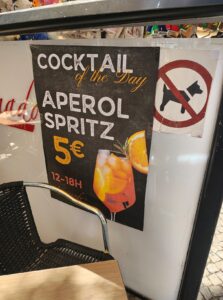 COCKTAIL
of the Day
APEROL
SPRITZ
5€
12-18H